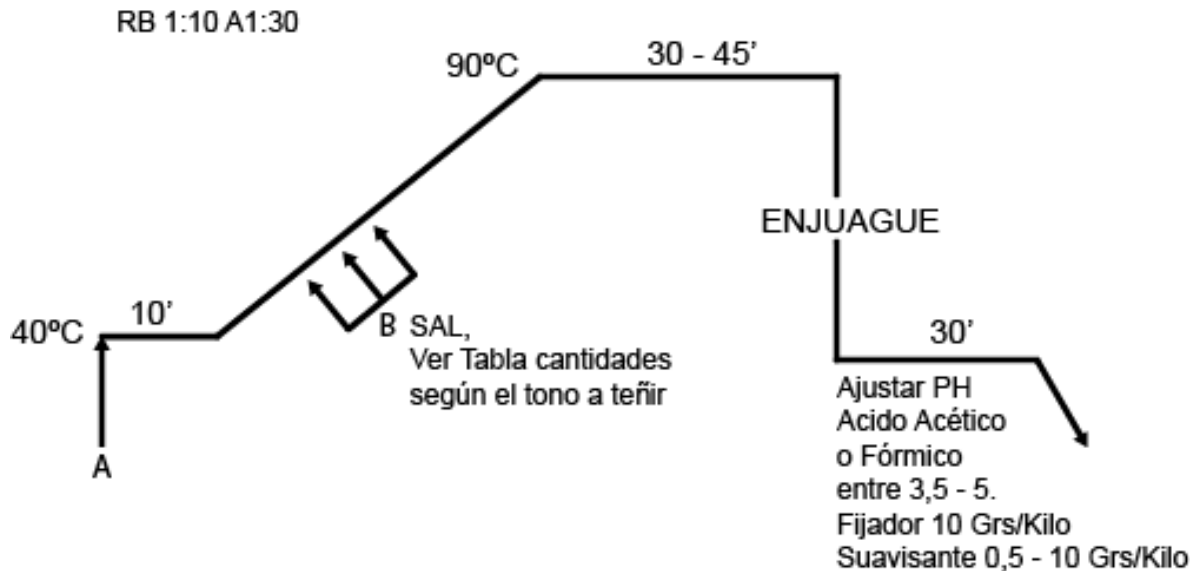 RB 1:10 A1:30
90ºC
30 - 45’
ENJUAGUE
10’
40ºC
A
B SAL,
Ver Tabla cantidades
según el tono a teñir
30’
Ajustar PH
Acido Acético
o Fórmico
entre 3,5 - 5.
Fijador 10 Grs/Kilo
Suavisante 0,5 - 10 Grs/Kilo